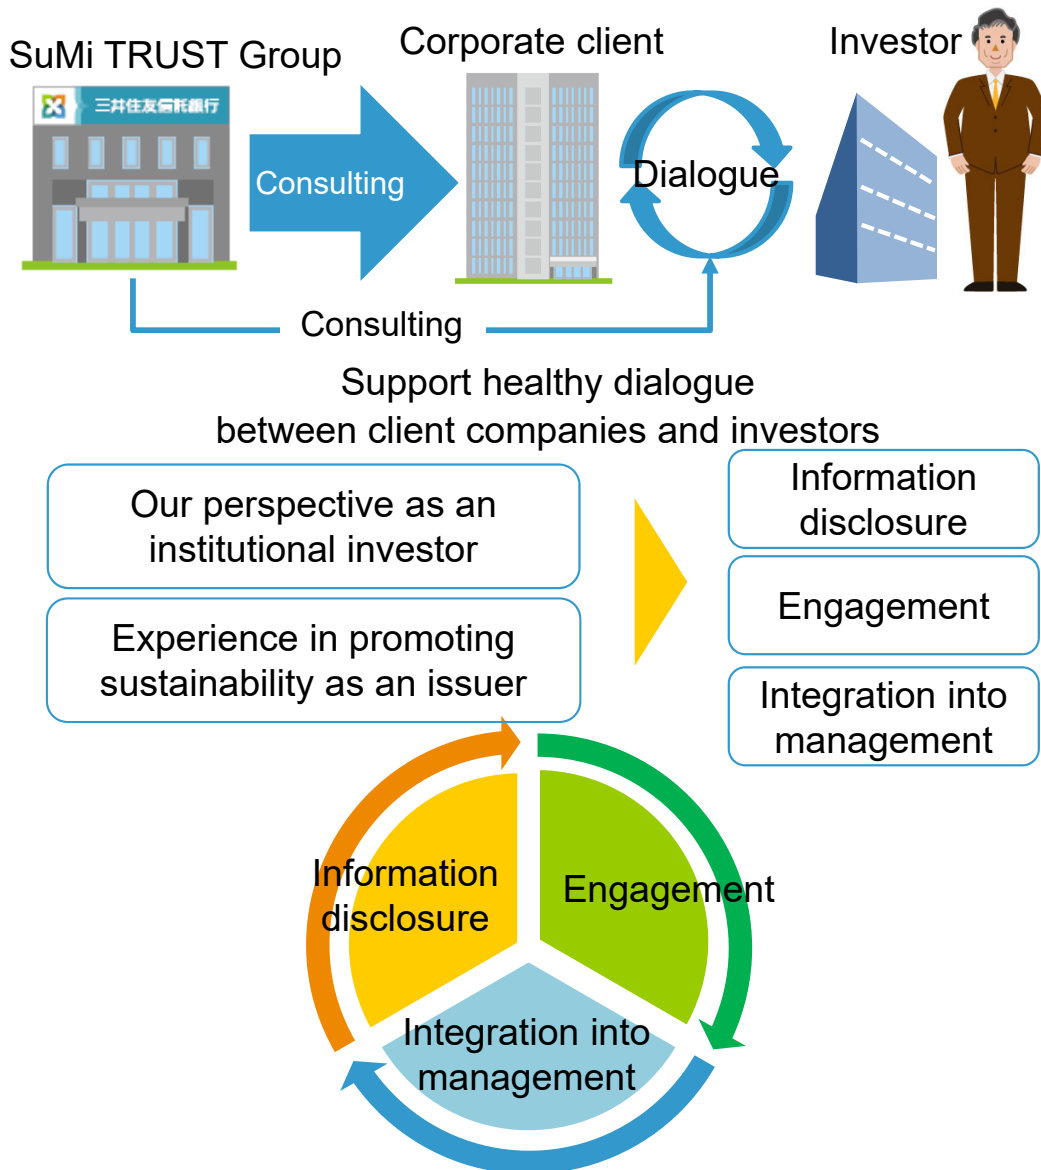 SuMi TRUST Group
Corporate client
Investor
三井住友信託銀行
Consulting
Dialogue
Consulting
Support healthy dialogue
between client companies and investors
Our perspective as an
institutional investor
Experience in promoting
sustainability as an issuer
Information
disclosure
Engagement
Integration into
management
Information
disclosure
Engagement
Integration into
management